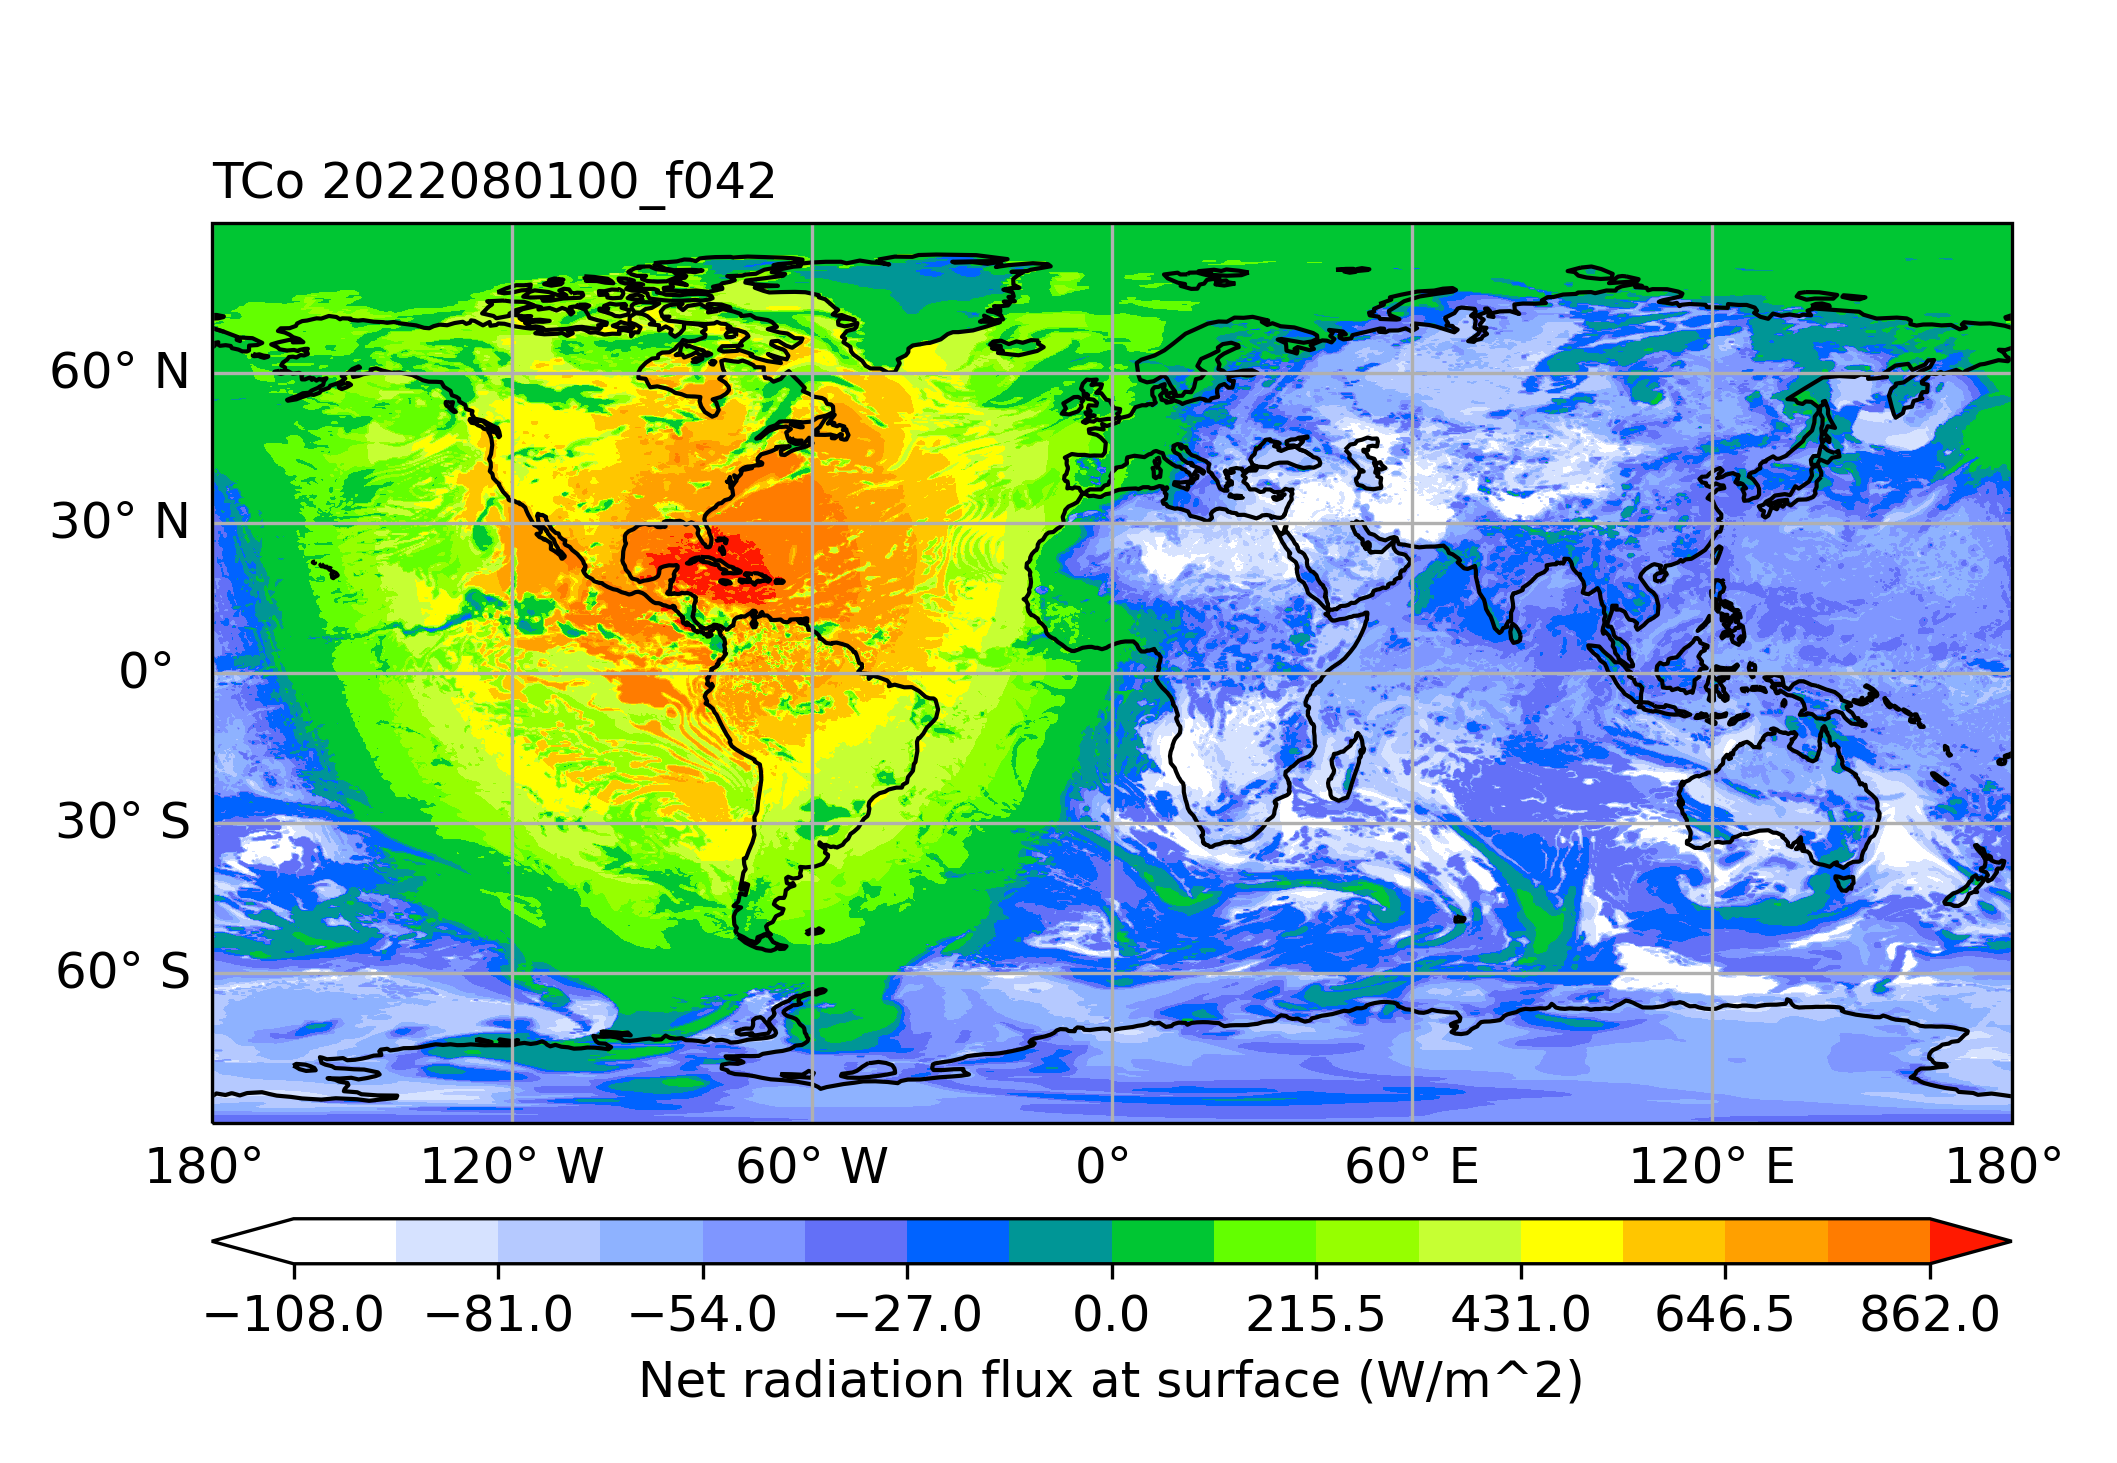 TCo 2022080100_f042
60° N
30° N
0°
30° S
60° S
180° 120° W 60° W 0° 60° E 120° E 180°
−108.0 −81.0 −54.0 −27.0 0.0 215.5 431.0 646.5 862.0
Net radiation flux at surface (W/m^2)